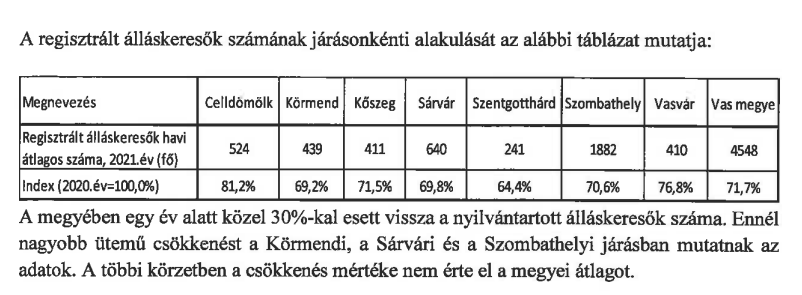 A regisztrált álláskeresők számának járásonkénti alakulását az alábbi táblázat mutatja:
Megnevezés Celldömölk Körmend Kőszeg Sárvár Szentgotthárd Szombathely Vasvár Vas megye
Regisztrált álláskeresők havi
átlagos száma, 2021.év (fő) 524 439 411 640 241 1882 410 4548
Index (2020.év=100,0%) 81,2% 69,2% 71,5% 69,8% 64,4% 70,6% 76,8% 71,7%
A megyében egy év alatt közel 30%-kal esett vissza a nyilvántartott álláskeresők száma. Ennél
nagyobb ütemű csökkenést a Körmendi, a Sárvári és a Szombathelyi járásban mutatnak az
adatok. A többi körzetben a csökkenés mértéke nem érte el a megyei átlagot.